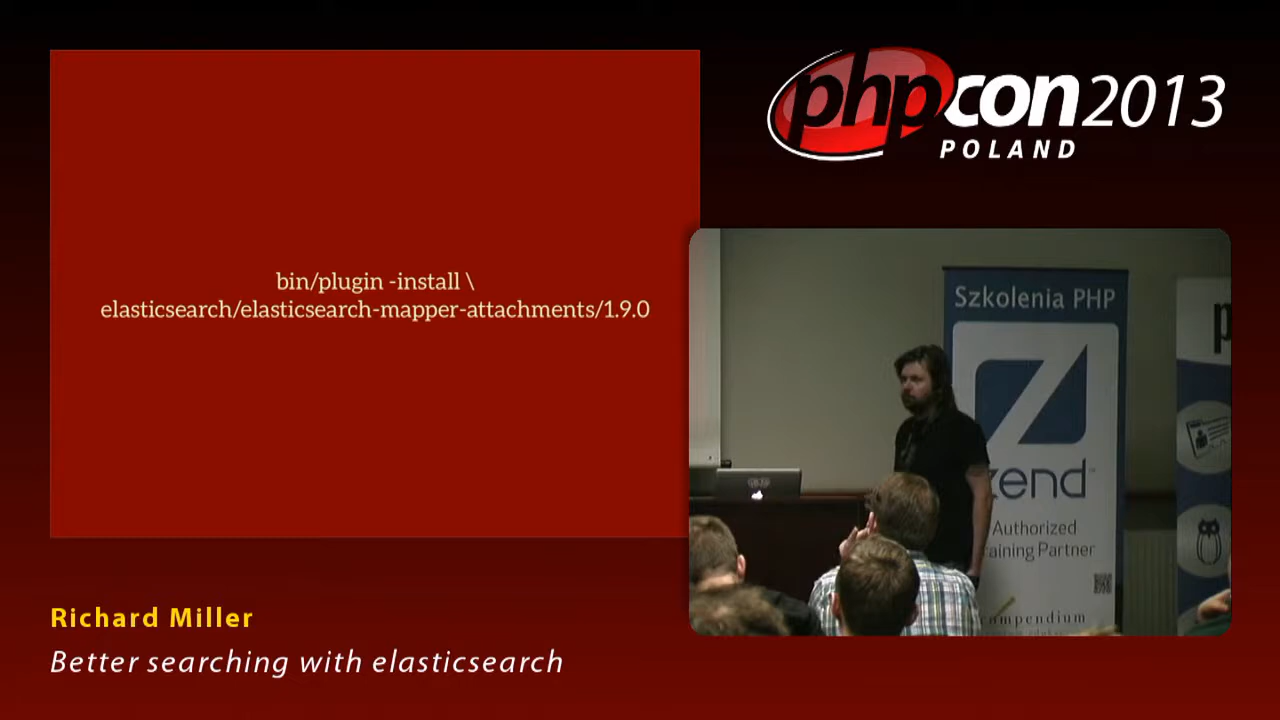 bin/plugin -install \
elasticsearch/elasticsearch-mapper-attachments/1.9.0
phpcon2013
POLAND
Szkolenia PHP
zend
Authorized
Training Partner
compendium
Richard Miller
Better searching with elasticsearch